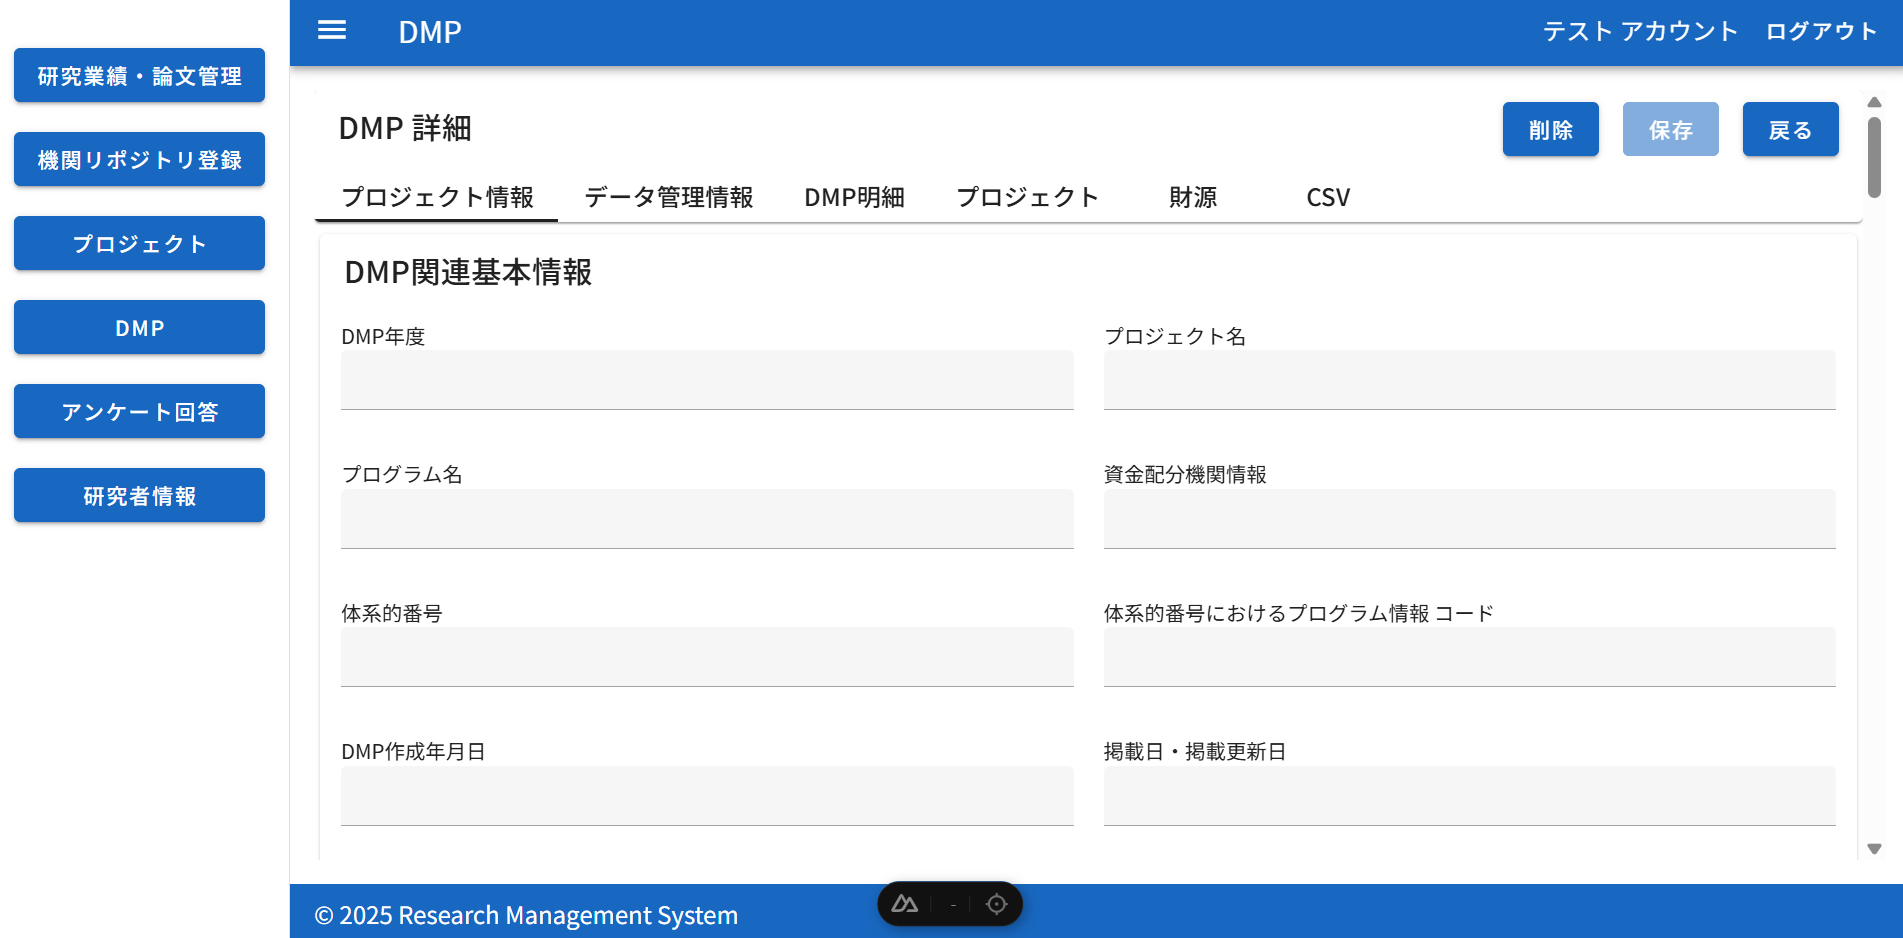 研究業績・論文管理
機関リポジトリ登録
プロジェクト
DMP
アンケート回答
研究者情報
DMP
テスト アカウント
ログアウト
DMP 詳細
削除
保存
戻る
プロジェクト情報
データ管理情報
DMP明細
プロジェクト
財源
CSV
DMP関連基本情報
DMP年度
プロジェクト名
プログラム名
資金配分機関情報
体系的番号
体系的番号におけるプログラム情報 コード
DMP作成年月日
掲載日・掲載更新日
© 2025 Research Management System
-